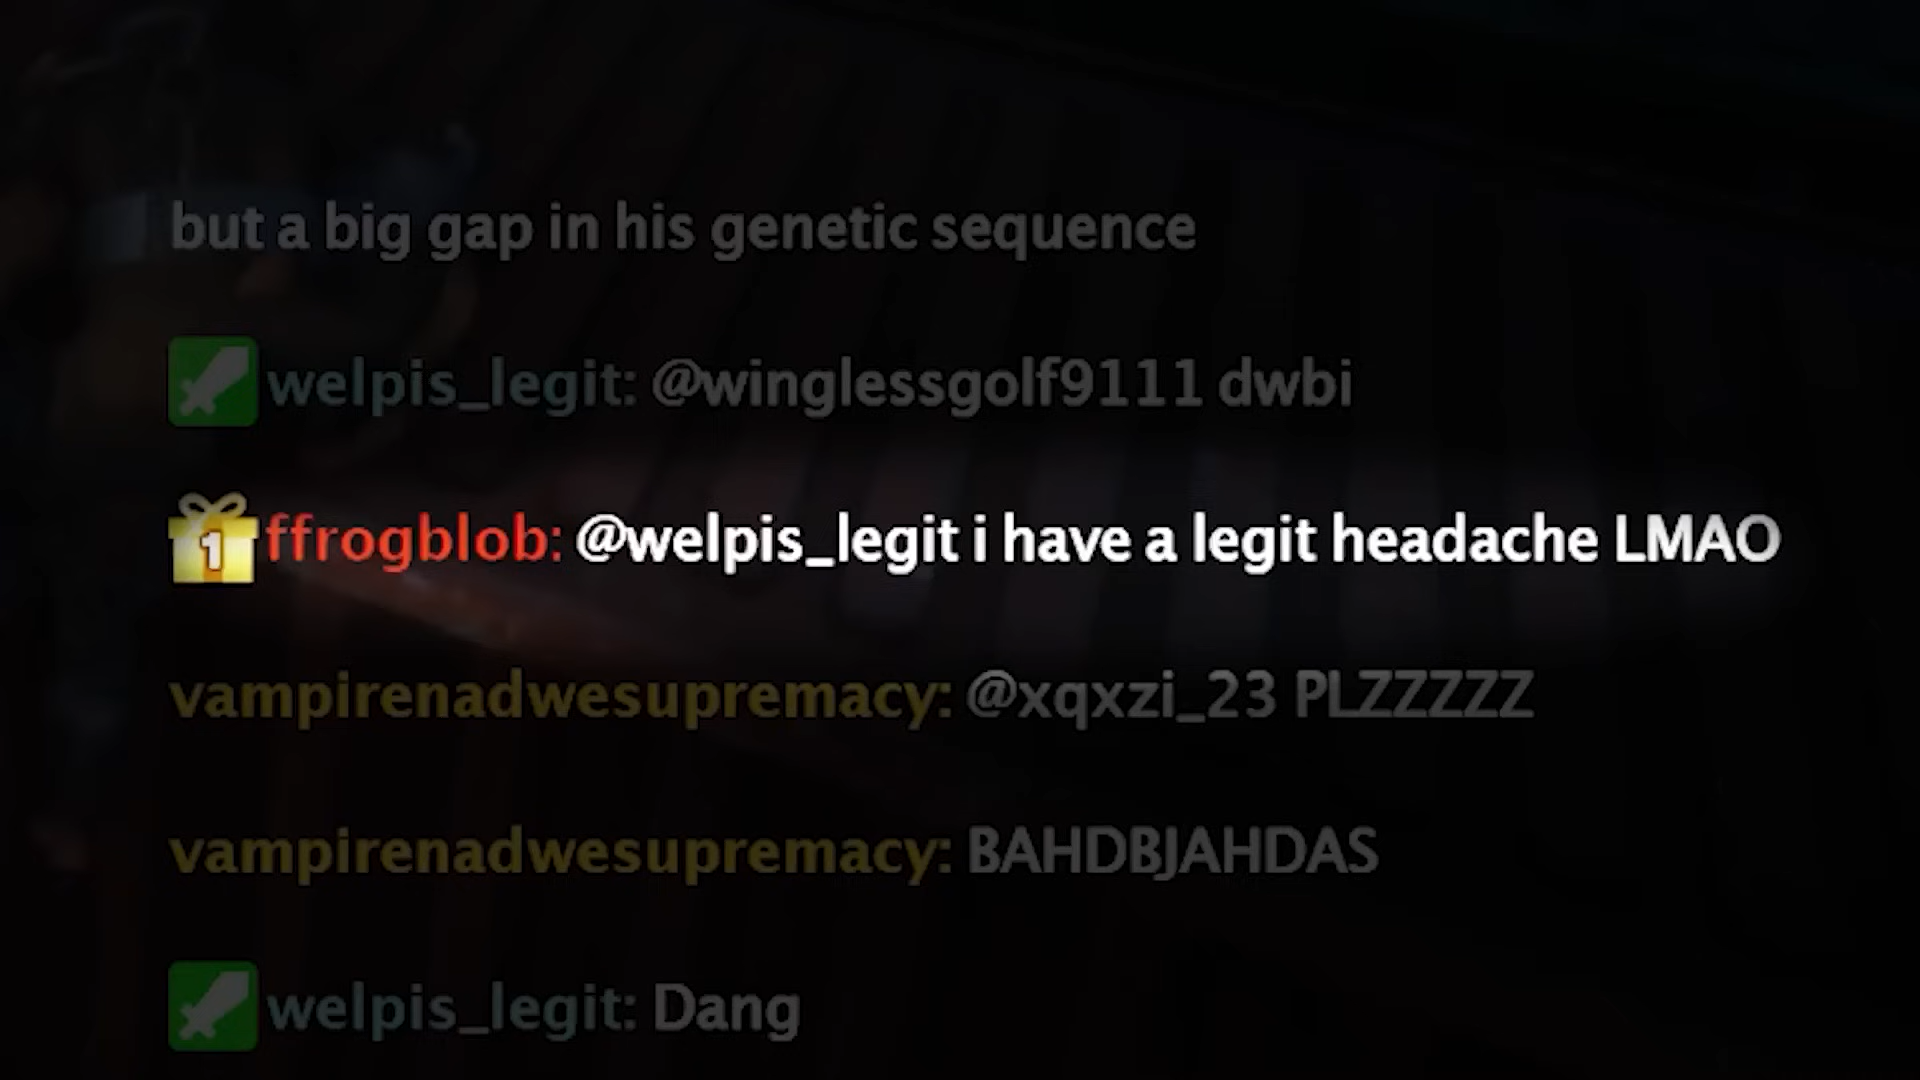 but a big gap in his genetic sequence
welpis_legit: @winglessgolf9111 dwbi
1 ffrogblob: @welpis_legit i have a legit headache LMAO
vampirenadwesupremacy: @xqxzi_23 PLZZZZZ
vampirenadwesupremacy: BAHDBJAHDAS
welpis_legit: Dang